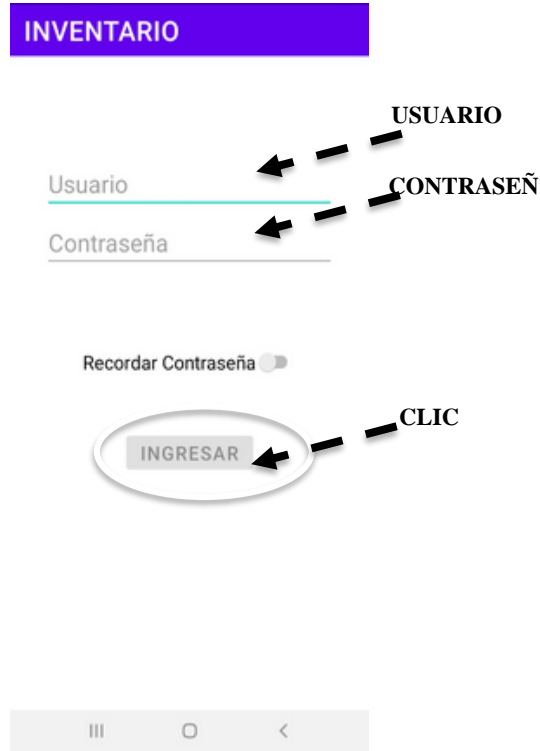 INVENTARIO
USUARIO
Usuario
CONTRASEÑ
Contraseña
Recordar Contraseña
CLIC
INGRESAR